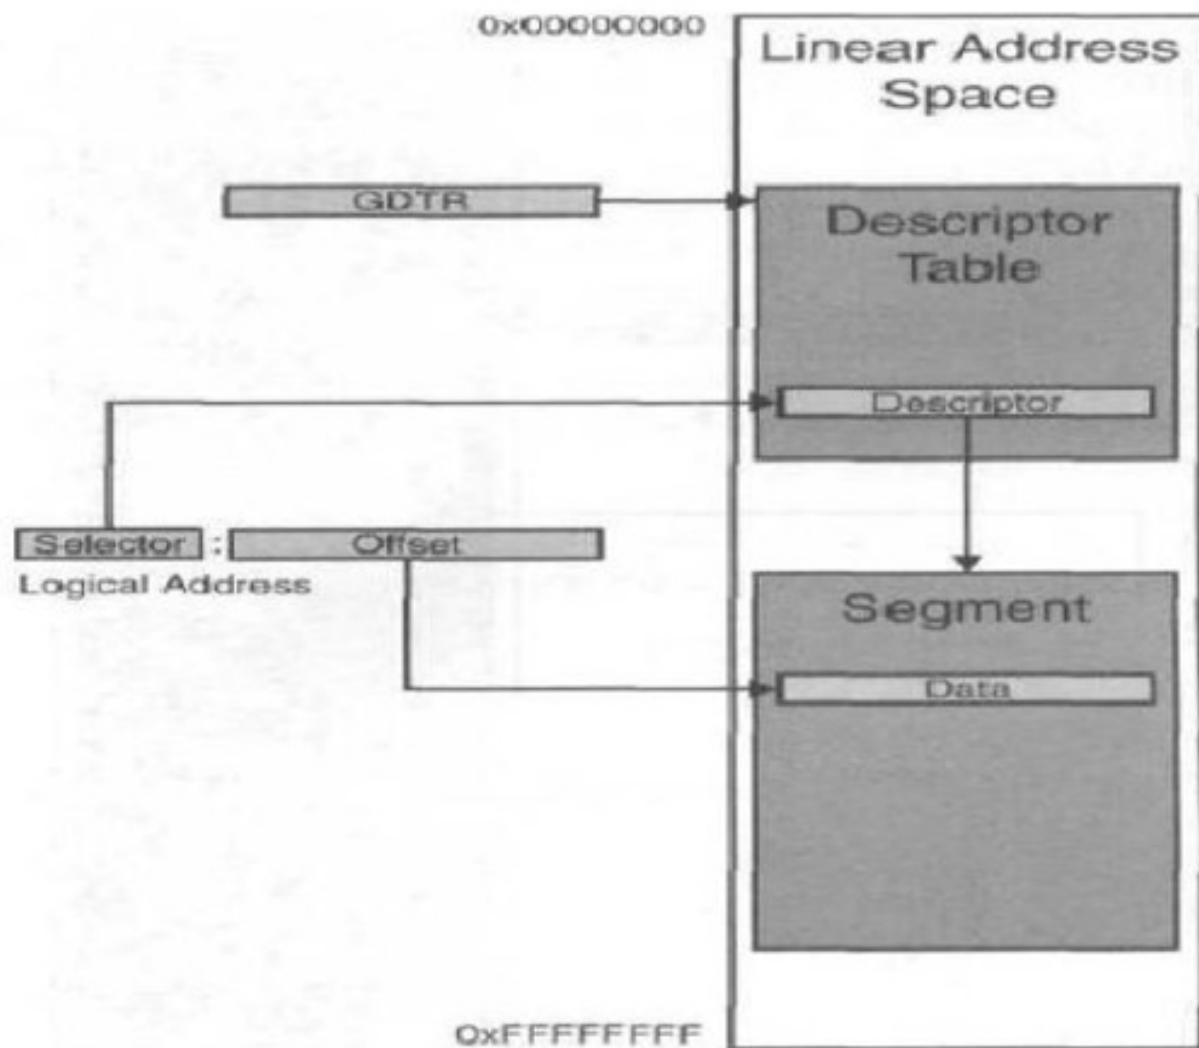 0x00000000
Linear Address
Space
GDTR
Descriptor
Table
Descriptor
Selector : Offset
Logical Address
Segment
Data
0xFFFFFFFF